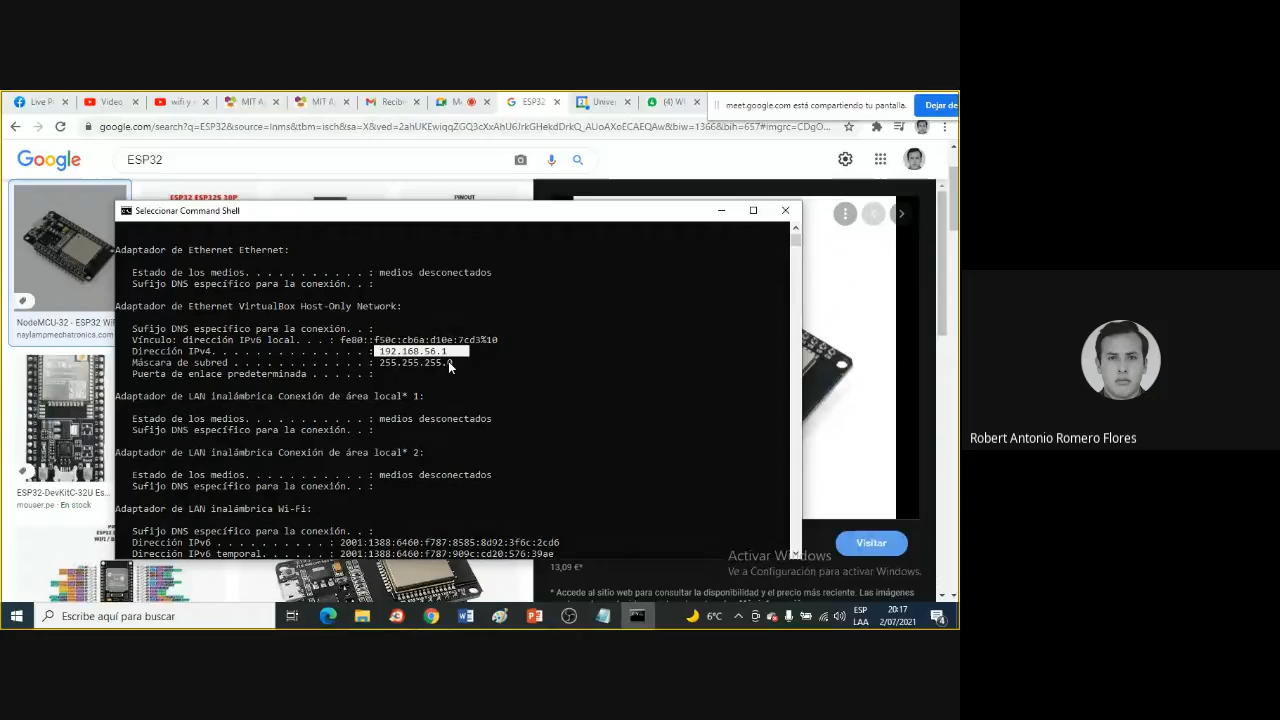 Live P
Video
wifi y
MIT A
MIT A
Recib
M
ESP32
Unive
(4) W
meet.google.com está compartiendo tu pantalla.
Dejar de
google.com/search?q=ESP32&source=lnms&tbm=isch&sa=X&ved=2ahUKEwiqqZGQ3cXxAhU6JrkGHekdDrkQ_AUoAXoECAEQAw&biw=1366&bih=657#imgrc=CDgO...
Google
ESP32
ESP32 ESP32S 30P
PINOUT
Seleccionar Command Shell
Adaptador de Ethernet Ethernet:
Estado de los medios. . . . . . . . . . . : medios desconectados
Sufijo DNS específico para la conexión. . :
Adaptador de Ethernet VirtualBox Host-Only Network:
Sufijo DNS específico para la conexión. . :
Vínculo: dirección IPv6 local. . . : fe80::f50c:cb6a:d10e:7cd3%10
Dirección IPv4. . . . . . . . . . . . . . : 192.168.56.1
Máscara de subred . . . . . . . . . . . . : 255.255.255.0
Puerta de enlace predeterminada . . . . . :
Adaptador de LAN inalámbrica Conexión de área local* 1:
Estado de los medios. . . . . . . . . . . : medios desconectados
Sufijo DNS específico para la conexión. . :
Adaptador de LAN inalámbrica Conexión de área local* 2:
Estado de los medios. . . . . . . . . . . : medios desconectados
Sufijo DNS específico para la conexión. . :
Adaptador de LAN inalámbrica Wi-Fi:
Sufijo DNS específico para la conexión. . :
Dirección IPv6 . . . . . . . . . . : 2001:1388:6460:f787:8585:8d92:3f6c:2cd6
Dirección IPv6 temporal. . . . . . : 2001:1388:6460:f787:909c:cd20:576:39ae
NodeMCU-32 - ESP32 WiF
naylampmechatronics.com
ESP32-DevKitC-32U Es...
mouser.pe - En stock
Visitar
13,09 €*
* Accede al sitio web para consultar la disponibilidad y el precio más reciente. Las imágenes
Activar Windows
Ve a Configuración para activar Windows.
Escribe aquí para buscar
6°C
ESP
LAA
20:17
2/07/2021
4
Robert Antonio Romero Flores